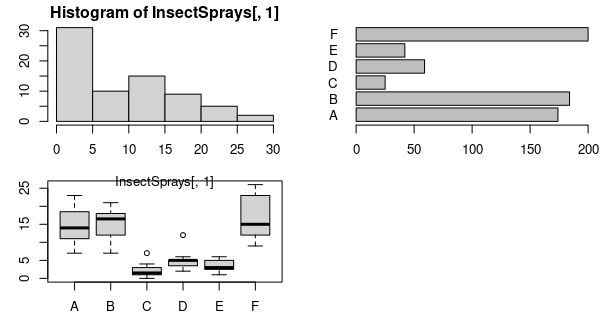 Histogram of InsectSprays[, 1]
30
20
10
0
0 5 10 15 20 25 30
InsectSprays[, 1]
F
E
D
C
B
A
0 50 100 150 200
25
15
5
0
A B C D E F